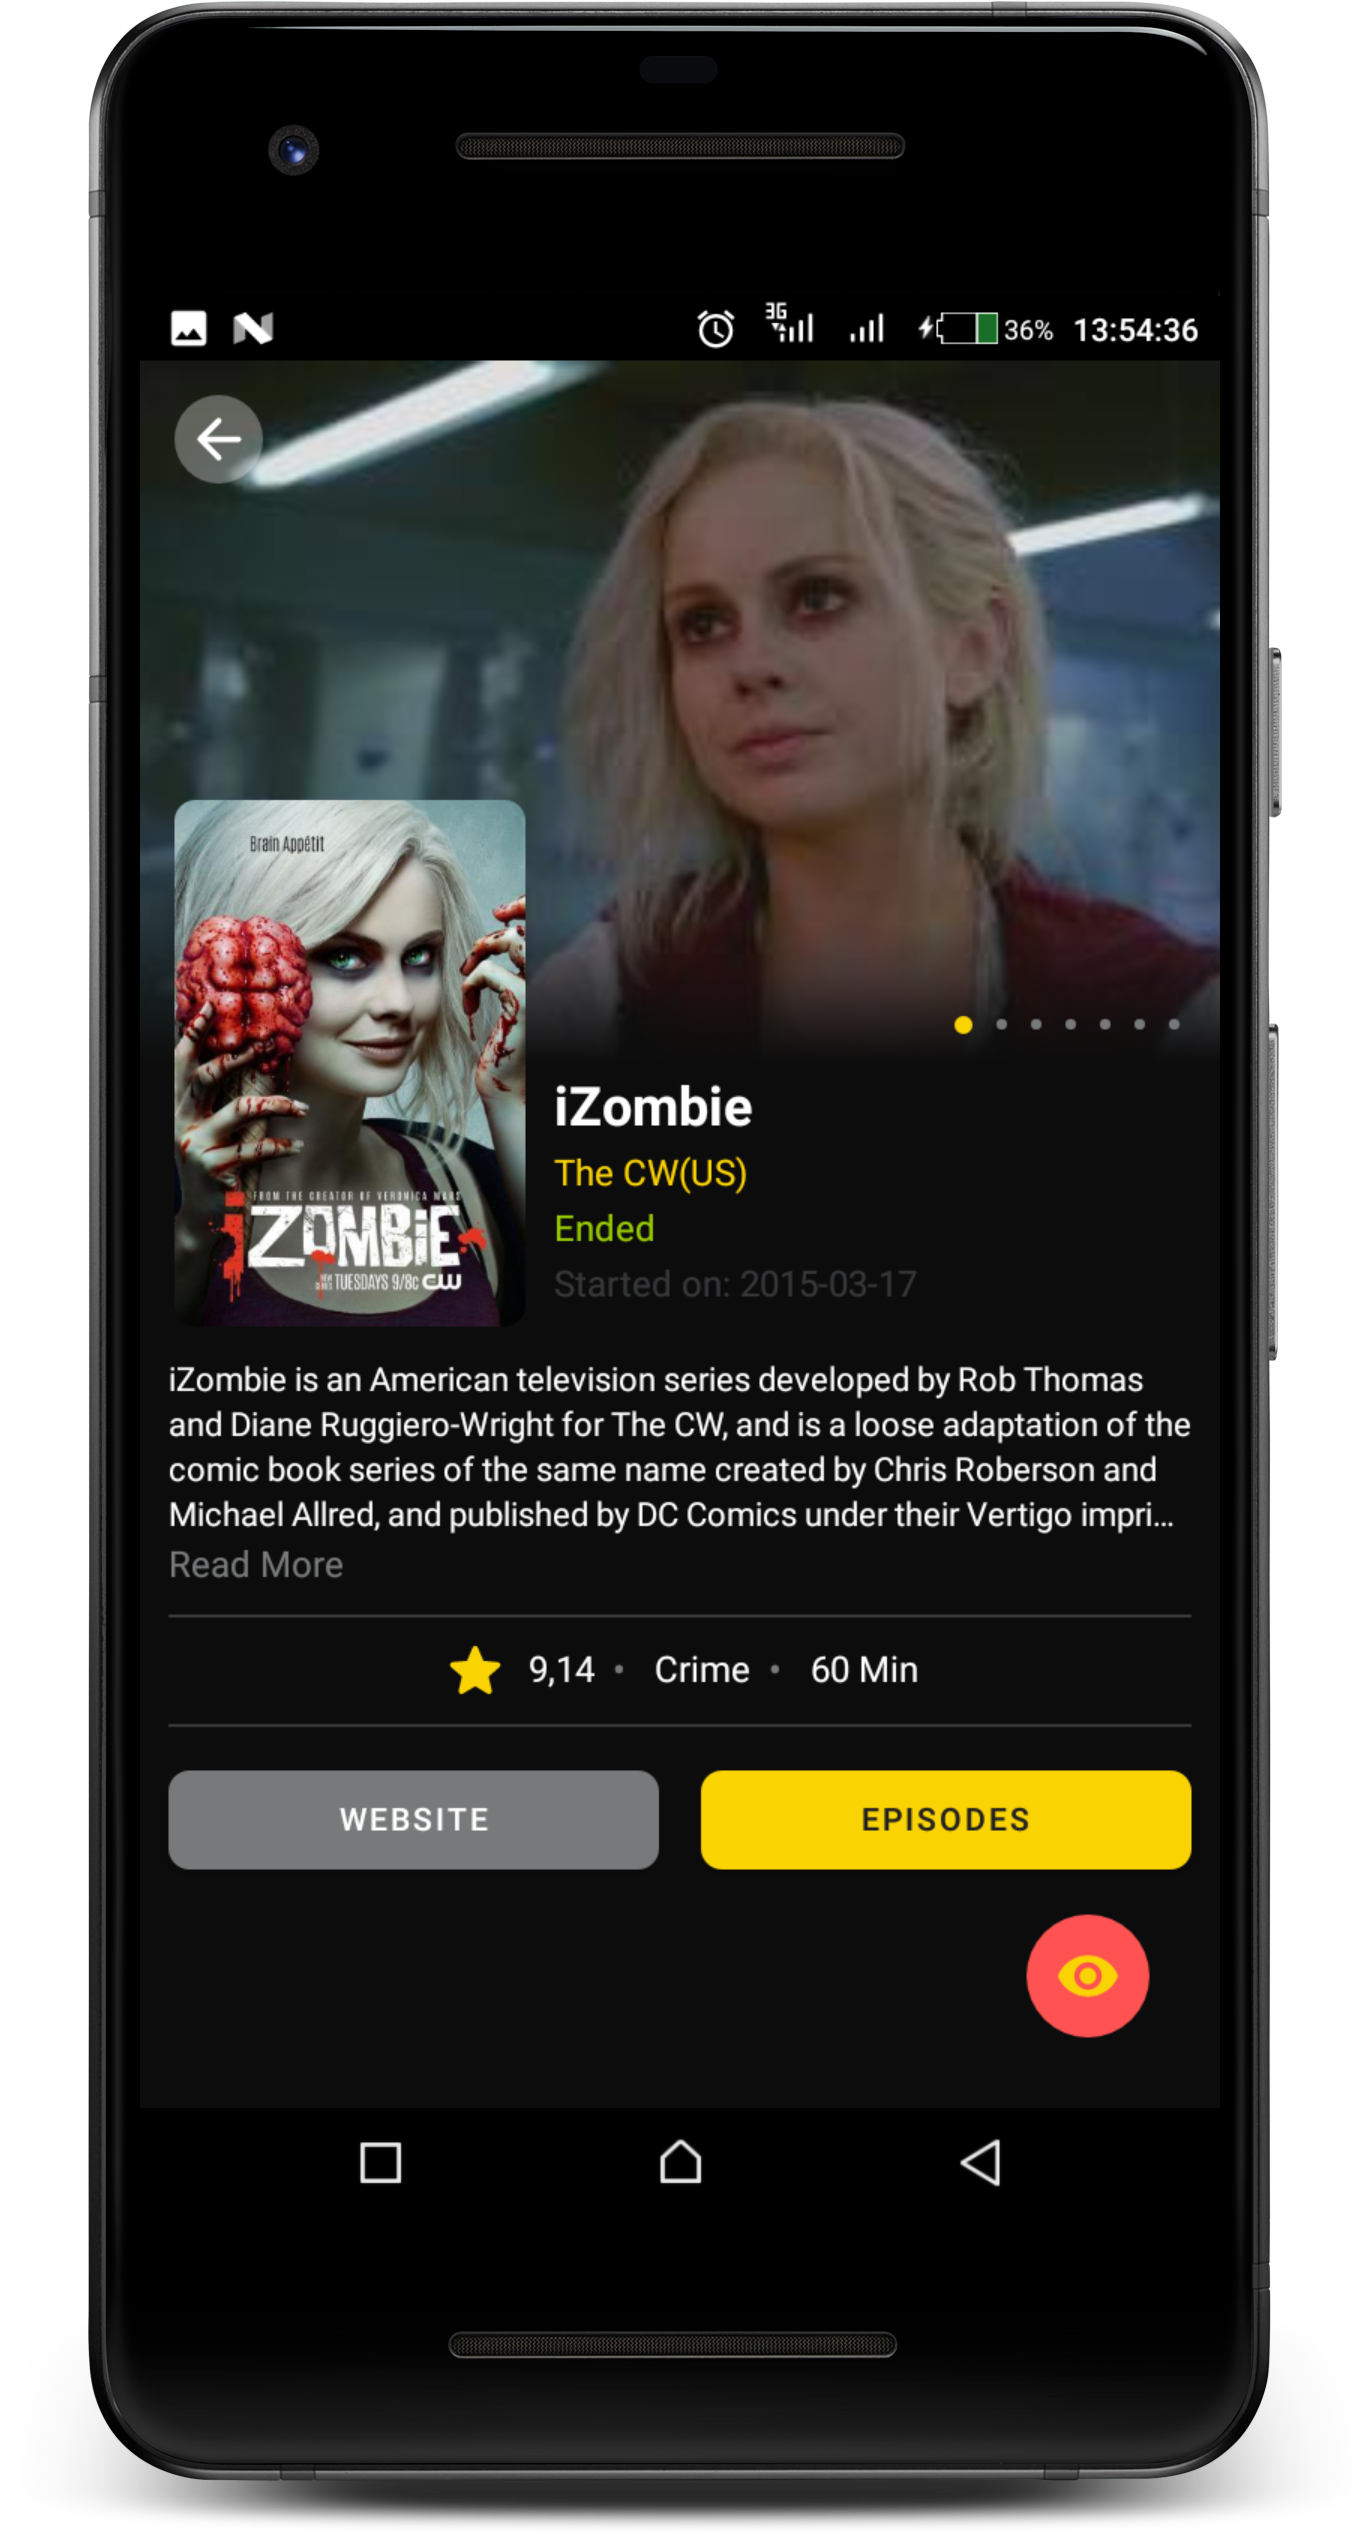 3G
36% 13:54:36
Brain Appétit
FROM THE CREATOR OF VERONICA MARS
iZOMBiE
NEW SERIES TUESDAYS 9/8c CW
iZombie
The CW(US)
Ended
Started on: 2015-03-17
iZombie is an American television series developed by Rob Thomas
and Diane Ruggiero-Wright for The CW, and is a loose adaptation of the
comic book series of the same name created by Chris Roberson and
Michael Allred, and published by DC Comics under their Vertigo impri...
Read More
9,14 • Crime • 60 Min
WEBSITE
EPISODES